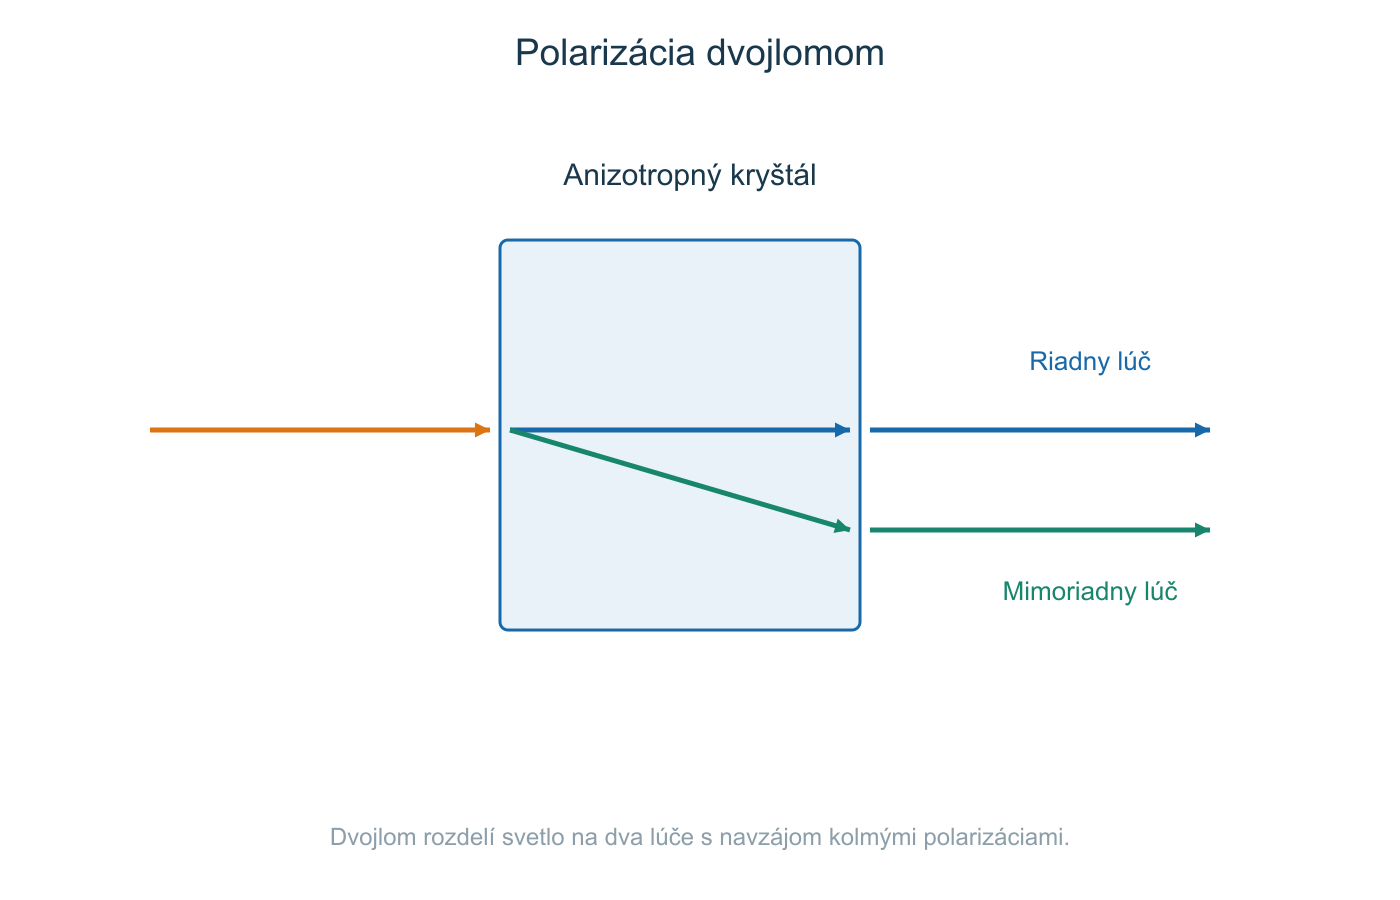 Polarizácia dvojlomom
Anizotropný kryštál
Riadny lúč
Mimoriadny lúč
Dvojlom rozdelí svetlo na dva lúče s navzájom kolmými polarizáciami.